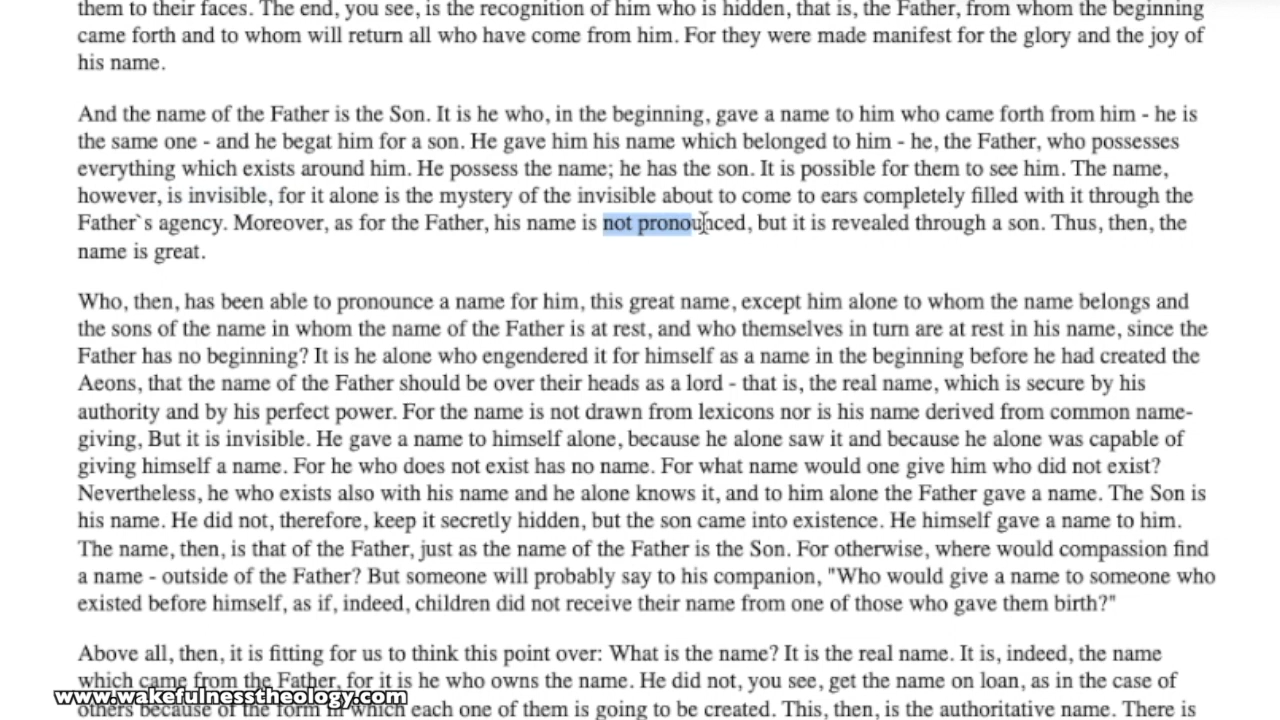 them to their faces. The end, you see, is the recognition of him who is hidden, that is, the Father, from whom the beginning
came forth and to whom will return all who have come from him. For they were made manifest for the glory and the joy of
his name.
And the name of the Father is the Son. It is he who, in the beginning, gave a name to him who came forth from him - he is
the same one - and he begat him for a son. He gave him his name which belonged to him - he, the Father, who possesses
everything which exists around him. He possess the name; he has the son. It is possible for them to see him. The name,
however, is invisible, for it alone is the mystery of the invisible about to come to ears completely filled with it through the
Father`s agency. Moreover, as for the Father, his name is not pronounced, but it is revealed through a son. Thus, then, the
name is great.
Who, then, has been able to pronounce a name for him, this great name, except him alone to whom the name belongs and
the sons of the name in whom the name of the Father is at rest, and who themselves in turn are at rest in his name, since the
Father has no beginning? It is he alone who engendered it for himself as a name in the beginning before he had created the
Aeons, that the name of the Father should be over their heads as a lord - that is, the real name, which is secure by his
authority and by his perfect power. For the name is not drawn from lexicons nor is his name derived from common name-
giving, But it is invisible. He gave a name to himself alone, because he alone saw it and because he alone was capable of
giving himself a name. For he who does not exist has no name. For what name would one give him who did not exist?
Nevertheless, he who exists also with his name and he alone knows it, and to him alone the Father gave a name. The Son is
his name. He did not, therefore, keep it secretly hidden, but the son came into existence. He himself gave a name to him.
The name, then, is that of the Father, just as the name of the Father is the Son. For otherwise, where would compassion find
a name - outside of the Father? But someone will probably say to his companion, "Who would give a name to someone who
existed before himself, as if, indeed, children did not receive their name from one of those who gave them birth?"
Above all, then, it is fitting for us to think this point over: What is the name? It is the real name. It is, indeed, the name
which came from the Father, for it is he who owns the name. He did not, you see, get the name on loan, as in the case of
www.wakefulnesstheology.com
others because of the form in which each one of them is going to be created. This, then, is the authoritative name. There is